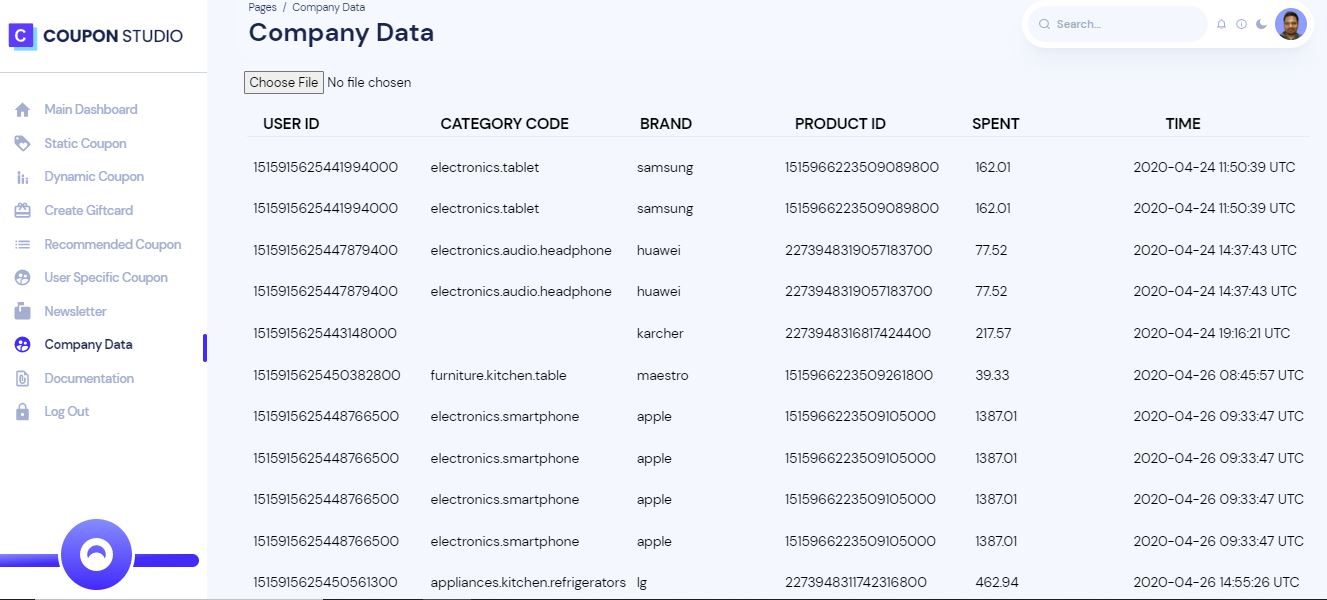 C COUPON STUDIO
Main Dashboard
Static Coupon
Dynamic Coupon
Create Giftcard
Recommended Coupon
User Specific Coupon
Newsletter
Company Data
Documentation
Log Out
Pages / Company Data
Company Data
Search...
Choose File No file chosen
USER ID CATEGORY CODE BRAND PRODUCT ID SPENT TIME
1515915625441994000 electronics.tablet samsung 1515966223509089800 162.01 2020-04-24 11:50:39 UTC
1515915625441994000 electronics.tablet samsung 1515966223509089800 162.01 2020-04-24 11:50:39 UTC
1515915625447879400 electronics.audio.headphone huawei 2273948319057183700 77.52 2020-04-24 14:37:43 UTC
1515915625447879400 electronics.audio.headphone huawei 2273948319057183700 77.52 2020-04-24 14:37:43 UTC
1515915625443148000 karcher 2273948316817424400 217.57 2020-04-24 19:16:21 UTC
1515915625450382800 furniture.kitchen.table maestro 1515966223509261800 39.33 2020-04-26 08:45:57 UTC
1515915625448766500 electronics.smartphone apple 1515966223509105000 1387.01 2020-04-26 09:33:47 UTC
1515915625448766500 electronics.smartphone apple 1515966223509105000 1387.01 2020-04-26 09:33:47 UTC
1515915625448766500 electronics.smartphone apple 1515966223509105000 1387.01 2020-04-26 09:33:47 UTC
1515915625448766500 electronics.smartphone apple 1515966223509105000 1387.01 2020-04-26 09:33:47 UTC
1515915625450561300 appliances.kitchen.refrigerators lg 2273948311742316800 462.94 2020-04-26 14:55:26 UTC